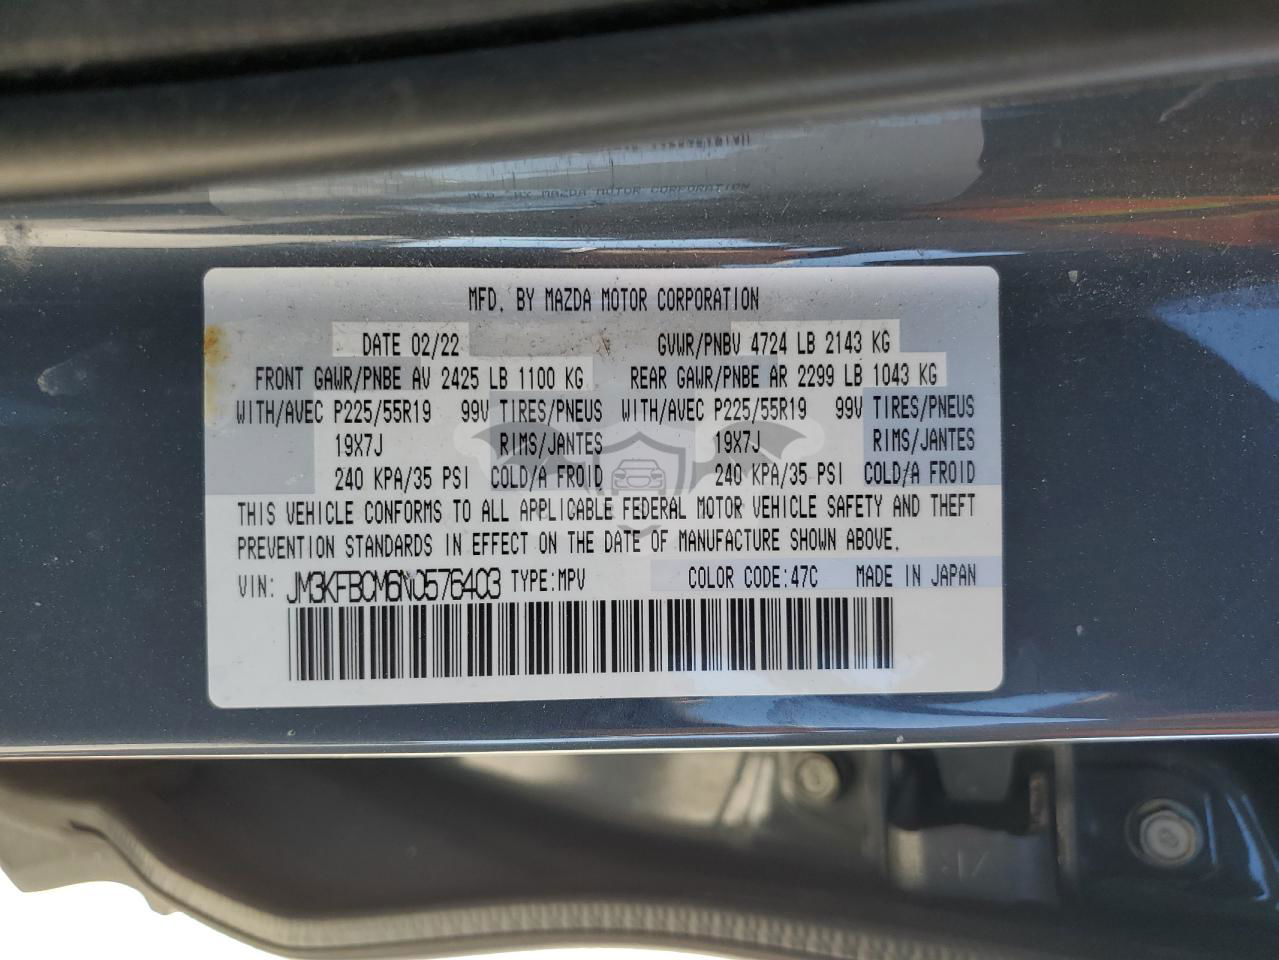 MFD. BY MAZDA MOTOR CORPORATION
MFD. BY MAZDA MOTOR CORPORATION
DATE 02/22 GVWR/PNBV 4724 LB 2143 KG
FRONT GAWR/PNBE AV 2425 LB 1100 KG REAR GAWR/PNBE AR 2299 LB 1043 KG
WITH/AVEC P225/55R19 99V TIRES/PNEUS WITH/AVEC P225/55R19 99V TIRES/PNEUS
19X7J RIMS/JANTES 19X7J RIMS/JANTES
240 KPA/35 PSI COLD/A FROID 240 KPA/35 PSI COLD/A FROID
THIS VEHICLE CONFORMS TO ALL APPLICABLE FEDERAL MOTOR VEHICLE SAFETY AND THEFT
PREVENTION STANDARDS IN EFFECT ON THE DATE OF MANUFACTURE SHOWN ABOVE.
VIN: JM3KFBCM6N0576403 TYPE:MPV COLOR CODE:47C MADE IN JAPAN